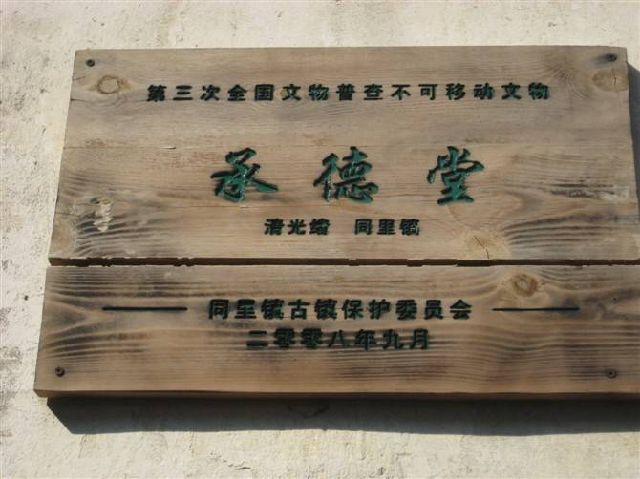 第三次全国文物普查不可移动文物
承德堂
清光绪 同里镇
同里镇古镇保护委员会
二零零八年九月